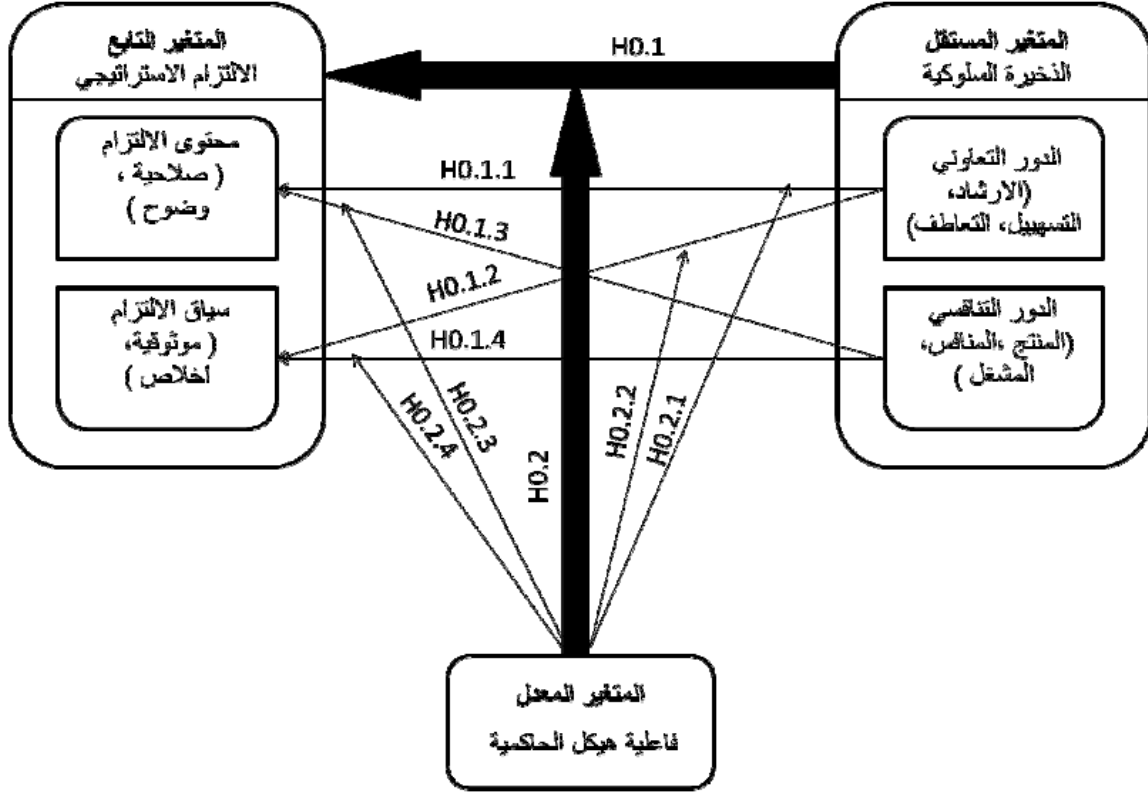 المتغير المستقل
الذخيرة السلوكية
الدور التعاوني
(الارشاد،
التسهييل، التعاطف)
الدور التنافسي
(المنتج ،المنافس،
المشغل )
H0.1
المتغير التابع
الالتزام الاستراتيجي
محتوى الالتزام
( صلاحية ،
وضوح )
سياق الالتزام
( موثوقية،
اخلاص )
H0.1.1
H0.1.3
H0.1.2
H0.1.4
H0.2.1
H0.2.2
H0.2
H0.2.3
H0.2.4
المتغير المعدل
فاعلية هيكل الحاكمية